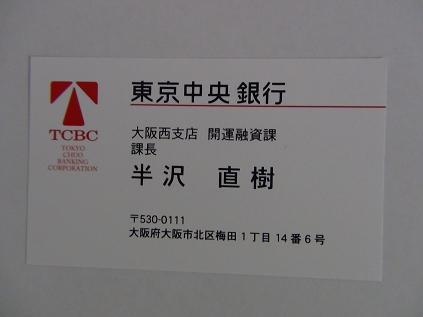 東京中央銀行
TCBC
TOKYO
CHUO
BANKING
CORPORATION
大阪西支店 開運融資課
課長
半沢 直樹
〒530-0111
大阪府大阪市北区梅田1丁目14番6号